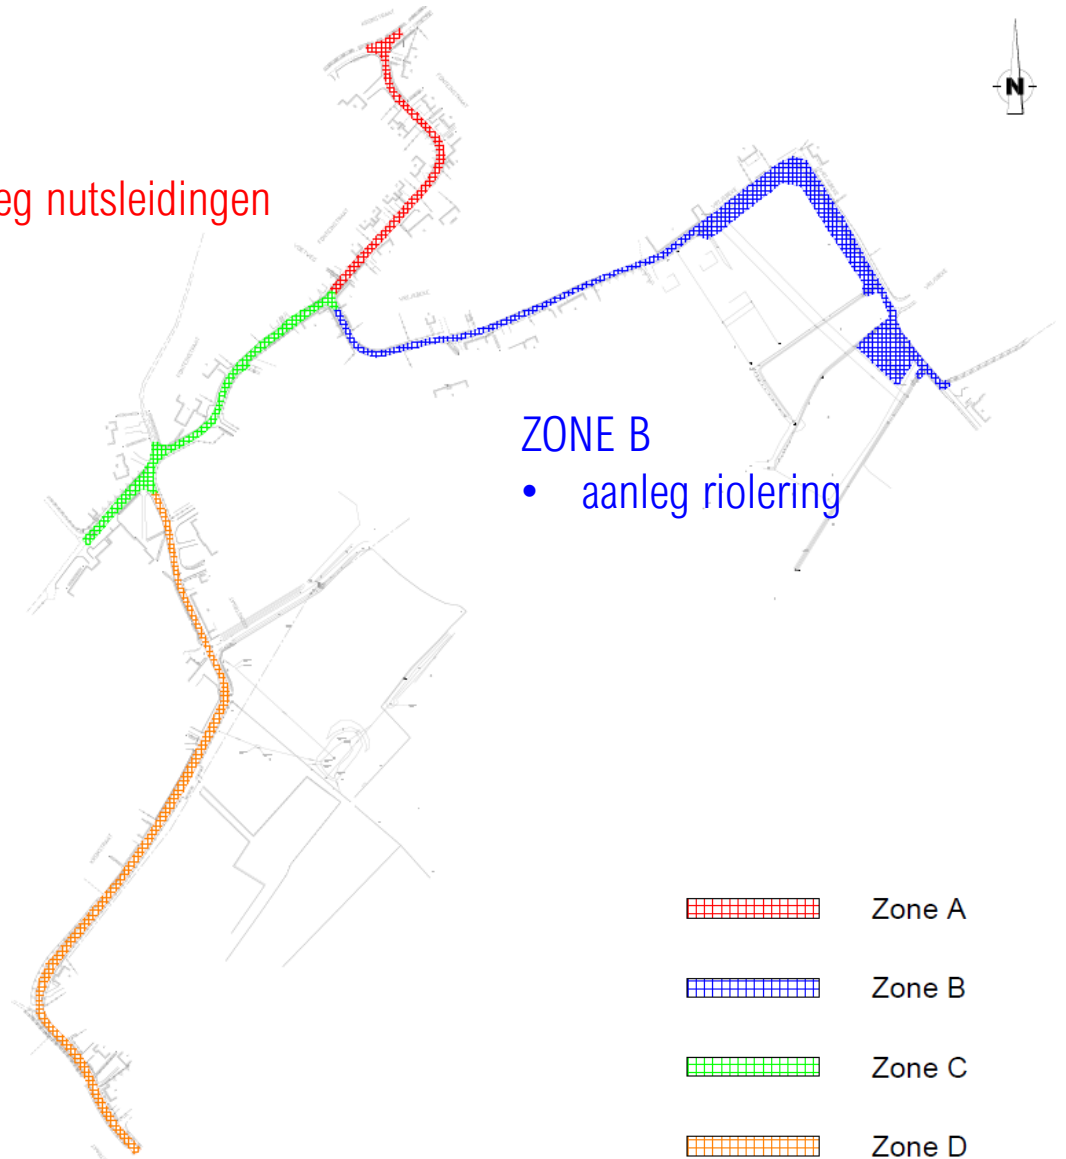 N
eg nutsleidingen
ZONE B
• aanleg riolering
Zone A
Zone B
Zone C
Zone D